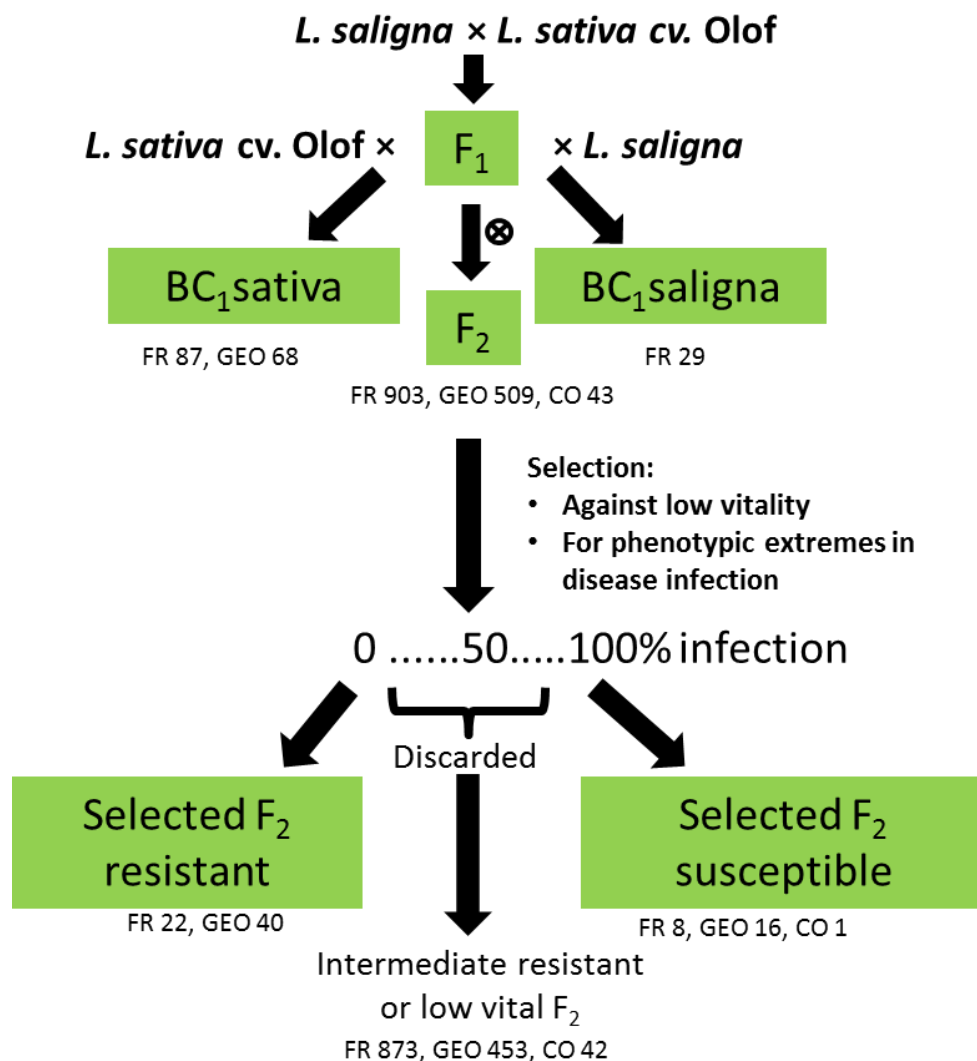 L. saligna × L. sativa cv. Olof
L. sativa cv. Olof ×
F₁
× L. saligna
⊗
BC₁sativa
F₂
BC₁saligna
FR 87, GEO 68
FR 903, GEO 509, CO 43
FR 29
Selection:
• Against low vitality
• For phenotypic extremes in
disease infection
0 ......50.....100% infection
Discarded
Selected F₂
resistant
Selected F₂
susceptible
FR 22, GEO 40
FR 8, GEO 16, CO 1
Intermediate resistant
or low vital F₂
FR 873, GEO 453, CO 42